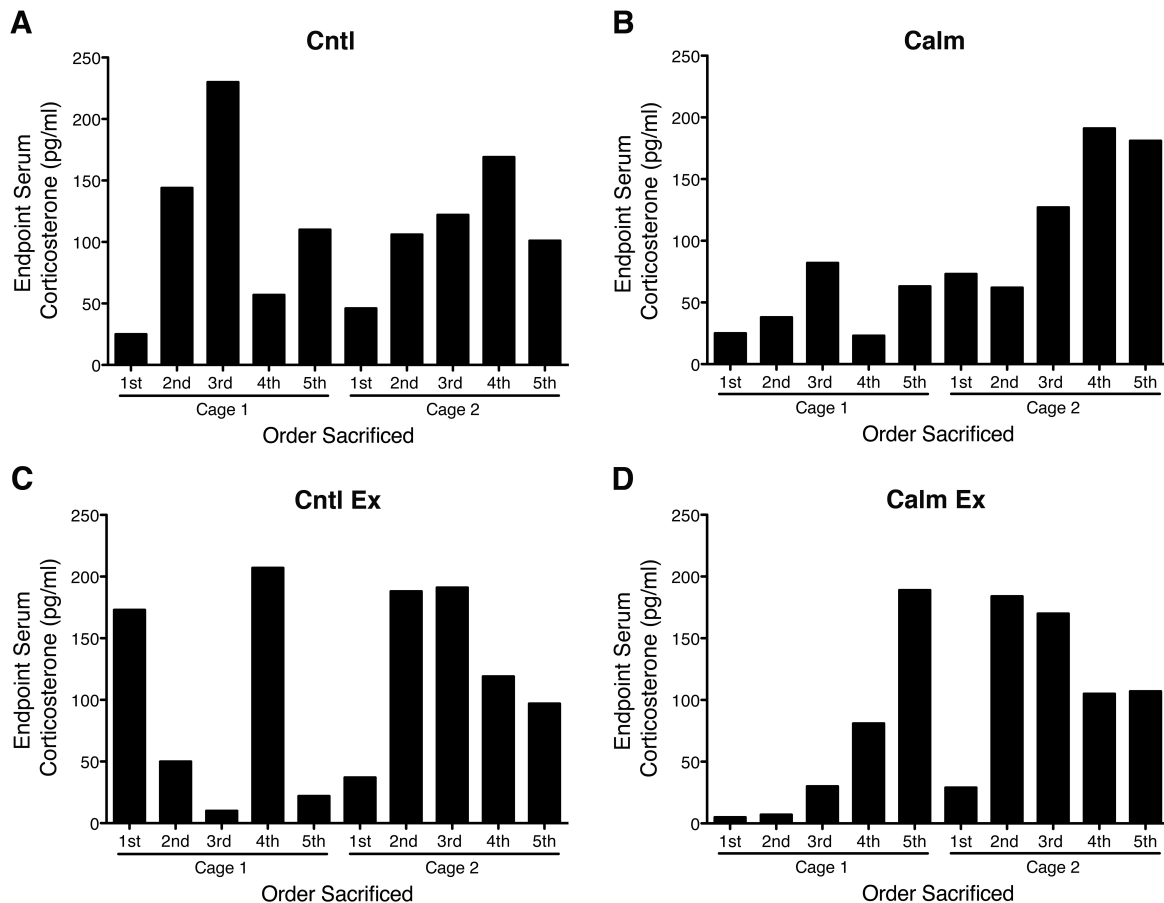 A
Cntl
Endpoint Serum
Corticosterone (pg/ml)
250
200
150
100
50
0
1st 2nd 3rd 4th 5th 1st 2nd 3rd 4th 5th
Cage 1 Cage 2
Order Sacrificed
B
Calm
Endpoint Serum
Corticosterone (pg/ml)
250
200
150
100
50
0
1st 2nd 3rd 4th 5th 1st 2nd 3rd 4th 5th
Cage 1 Cage 2
Order Sacrificed
C
Cntl Ex
Endpoint Serum
Corticosterone (pg/ml)
250
200
150
100
50
0
1st 2nd 3rd 4th 5th 1st 2nd 3rd 4th 5th
Cage 1 Cage 2
Order Sacrificed
D
Calm Ex
Endpoint Serum
Corticosterone (pg/ml)
250
200
150
100
50
0
1st 2nd 3rd 4th 5th 1st 2nd 3rd 4th 5th
Cage 1 Cage 2
Order Sacrificed